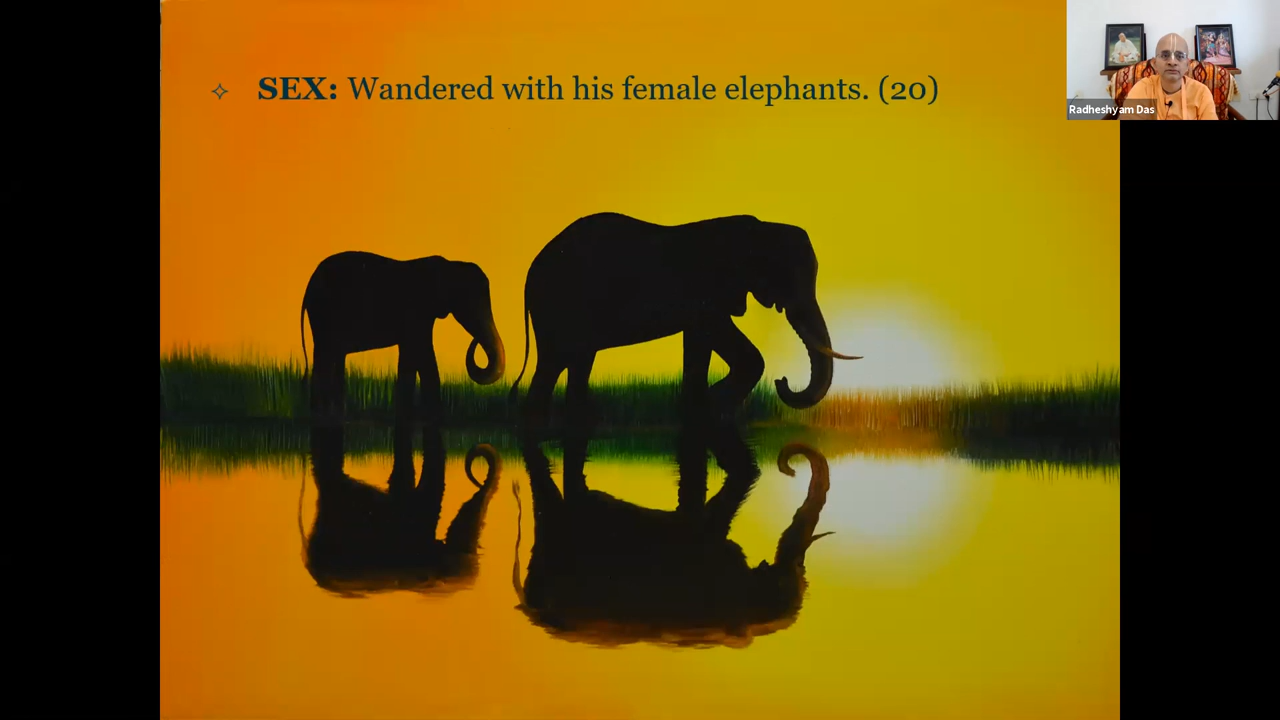 ✧ SEX: Wandered with his female elephants. (20)
Radheshyam Das